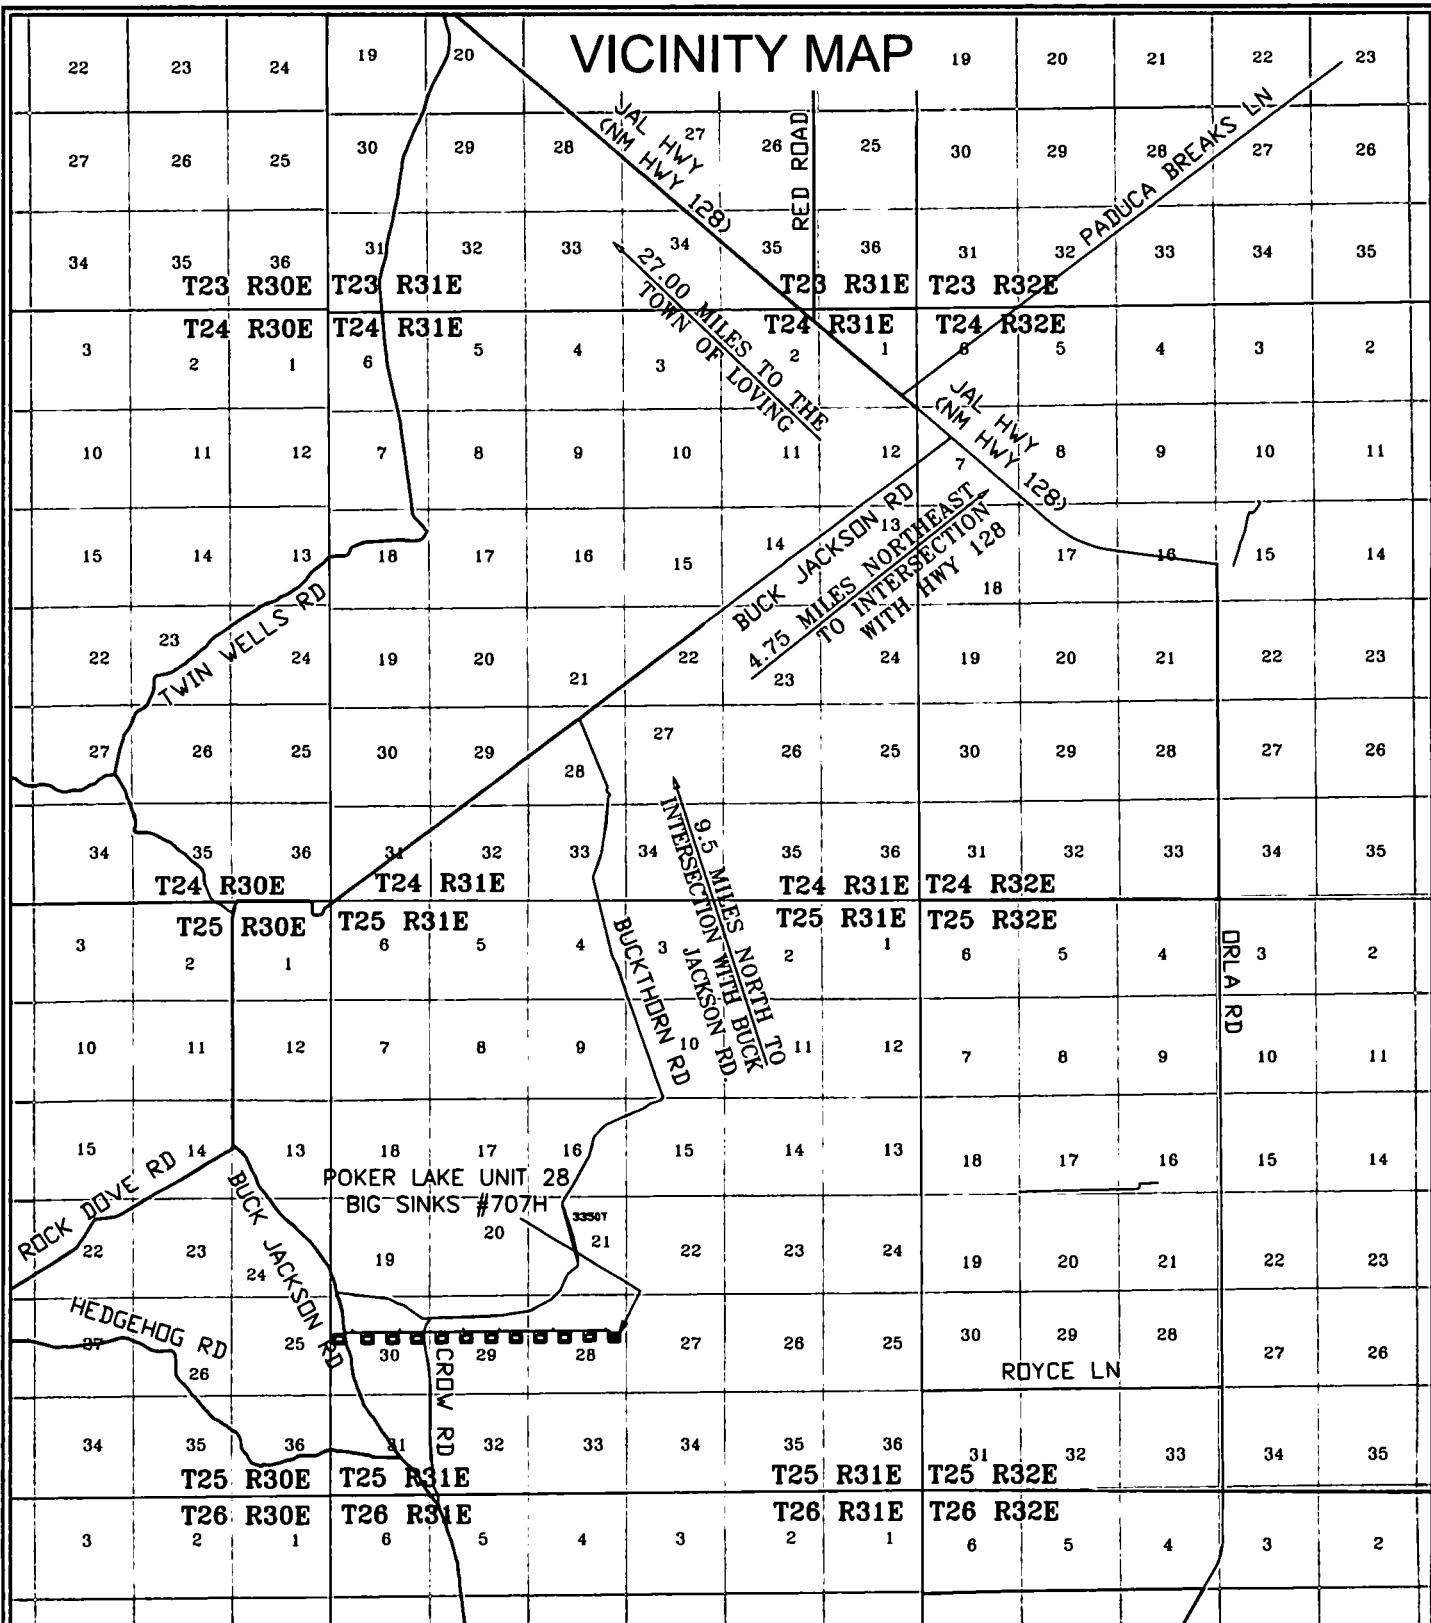 VICINITY MAP
22 23 24 19 20 19 20 21 22 23
JAL HWY
(NM HWY 128)
RED ROAD
PADUCA BREAKS LN
27 26 25 30 29 28 27 26 25 30 29 28 27 26
34 35 36 31 32 33 34 35 36 31 32 33 34 35
T23 R30E T23 R31E T23 R31E T23 R32E
27.00 MILES TO THE
TOWN OF LOVING
T24 R30E T24 R31E T24 R31E T24 R32E
3 2 1 6 5 4 3 2 1 6 5 4 3 2
JAL HWY
(NM HWY 128)
10 11 12 7 8 9 10 11 12 7 8 9 10 11
BUCK JACKSON RD
4.75 MILES NORTHEAST
TO INTERSECTION
WITH HWY 128
15 14 13 18 17 16 15 14 13 18 17 16 15 14
TWIN WELLS RD
22 23 24 19 20 21 22 23 24 19 20 21 22 23
27 26 25 30 29 28 27 26 25 30 29 28 27 26
9.5 MILES NORTH TO
INTERSECTION WITH BUCK
JACKSON RD.
34 35 36 31 32 33 34 35 36 31 32 33 34 35
T24 R30E T24 R31E T24 R31E T24 R32E
T25 R30E T25 R31E T25 R31E T25 R32E
3 2 1 6 5 4 3 2 1 6 5 4 3 2
BUCKTHORN RD
ORLA RD
10 11 12 7 8 9 10 11 12 7 8 9 10 11
15 14 13 18 17 16 15 14 13 18 17 16 15 14
ROCK DOVE RD
BUCK JACKSON RD
POKER LAKE UNIT 28
BIG SINKS #707H
3350T
22 23 24 19 20 21 22 23 24 19 20 21 22 23
HEDGEHOG RD
27 26 25 30 29 28 27 26 25 30 29 28 27 26
CROW RD
ROYCE LN
34 35 36 31 32 33 34 35 36 31 32 33 34 35
T25 R30E T25 R31E T25 R31E T25 R32E
T26 R30E T26 R31E T26 R31E T26 R32E
3 2 1 6 5 4 3 2 1 6 5 4 3 2